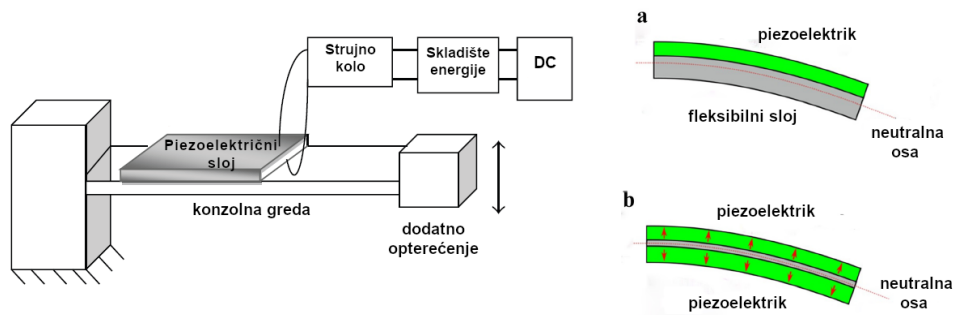 Strujno
kolo
Skladište
energije
DC
Piezoelektrični
sloj
konzolna greda
dodatno
opterećenje
a
piezoelektrik
fleksibilni sloj
neutralna
osa
b
piezoelektrik
neutralna
osa
piezoelektrik